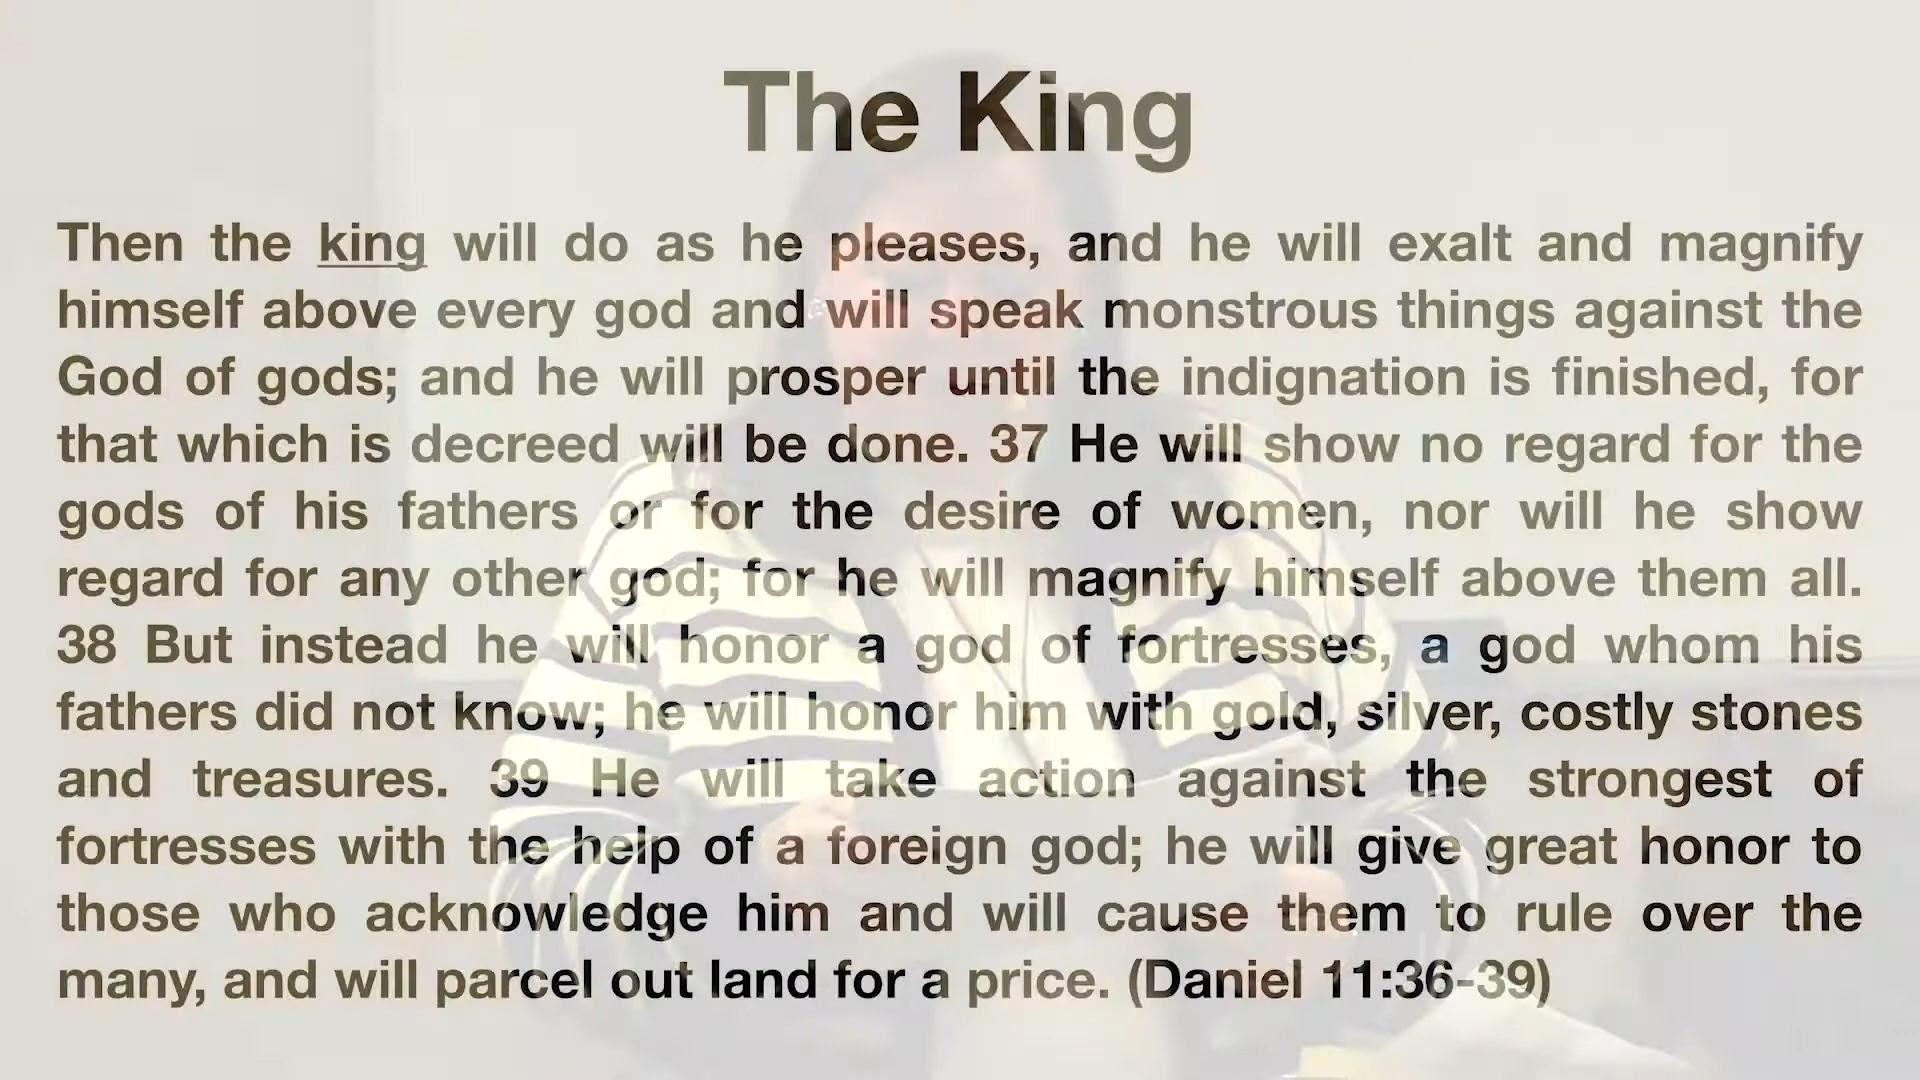 The King
Then the king will do as he pleases, and he will exalt and magnify
himself above every god and will speak monstrous things against the
God of gods; and he will prosper until the indignation is finished, for
that which is decreed will be done. 37 He will show no regard for the
gods of his fathers or for the desire of women, nor will he show
regard for any other god; for he will magnify himself above them all.
38 But instead he will honor a god of fortresses, a god whom his
fathers did not know; he will honor him with gold, silver, costly stones
and treasures. 39 He will take action against the strongest of
fortresses with the help of a foreign god; he will give great honor to
those who acknowledge him and will cause them to rule over the
many, and will parcel out land for a price. (Daniel 11:36-39)